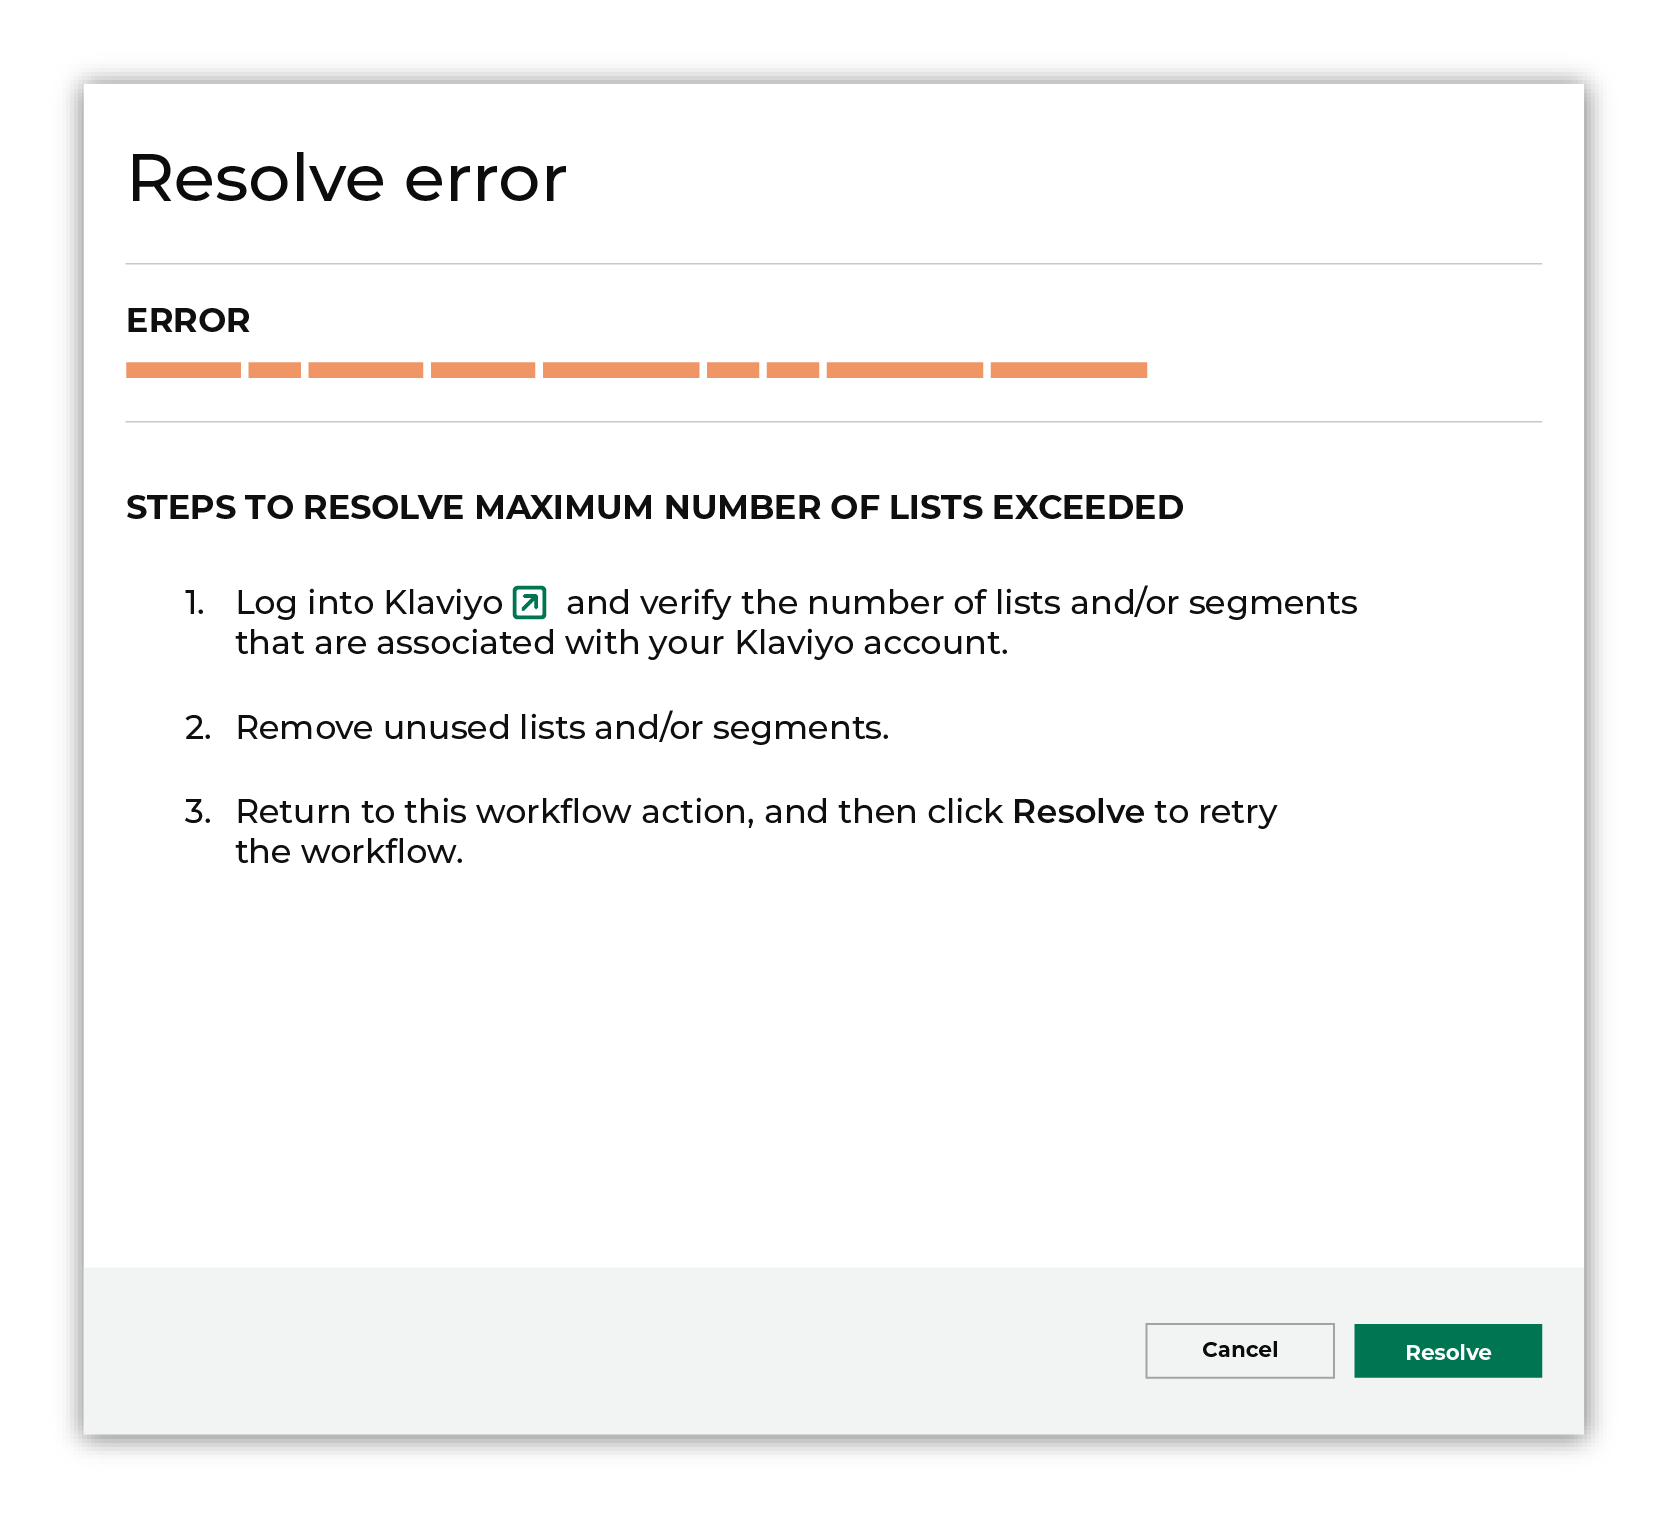 Resolve error
ERROR
STEPS TO RESOLVE MAXIMUM NUMBER OF LISTS EXCEEDED
1. Log into Klaviyo and verify the number of lists and/or segments
that are associated with your Klaviyo account.
2. Remove unused lists and/or segments.
3. Return to this workflow action, and then click Resolve to retry
the workflow.
Cancel
Resolve